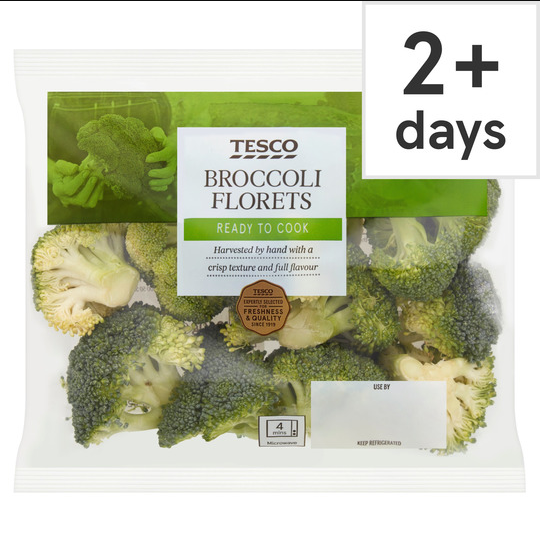 2+
days
TESCO
BROCCOLI
FLORETS
READY TO COOK
Harvested by hand with a
crisp texture and full flavour
TESCO
EXPERTLY SELECTED
FOR
FRESHNESS
& QUALITY
SINCE 1919
USE BY
4
mins
Microwave
KEEP REFRIGERATED